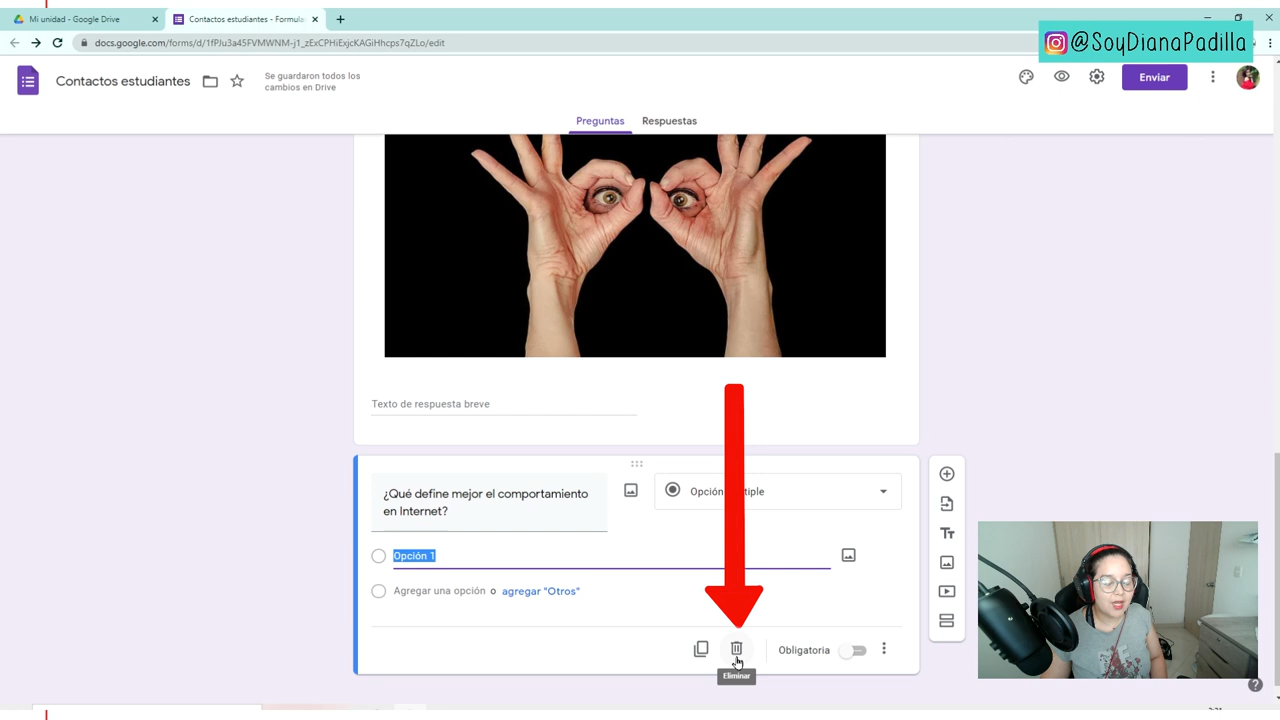 Mi unidad - Google Drive
Contactos estudiantes - Formula
docs.google.com/forms/d/1fPJu3a45FVMWNM-j1_zExCPHiExjcKAGiHhcps7qZLo/edit
@SoyDianaPadilla
Contactos estudiantes
Se guardaron todos los
cambios en Drive
Enviar
Preguntas
Respuestas
Texto de respuesta breve
¿Qué define mejor el comportamiento
en Internet?
Opción 1
Agregar una opción o agregar "Otros"
Obligatoria
Eliminar